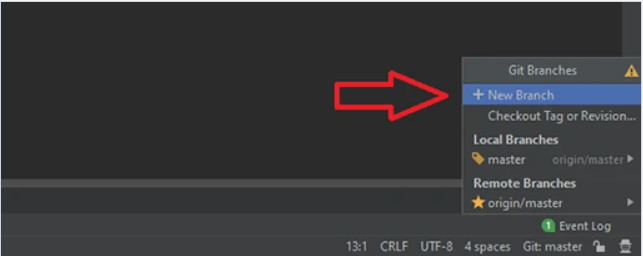 Git Branches
+ New Branch
Checkout Tag or Revision...
Local Branches
master origin/master
Remote Branches
origin/master
1 Event Log
13:1 CRLF UTF-8 4 spaces Git: master